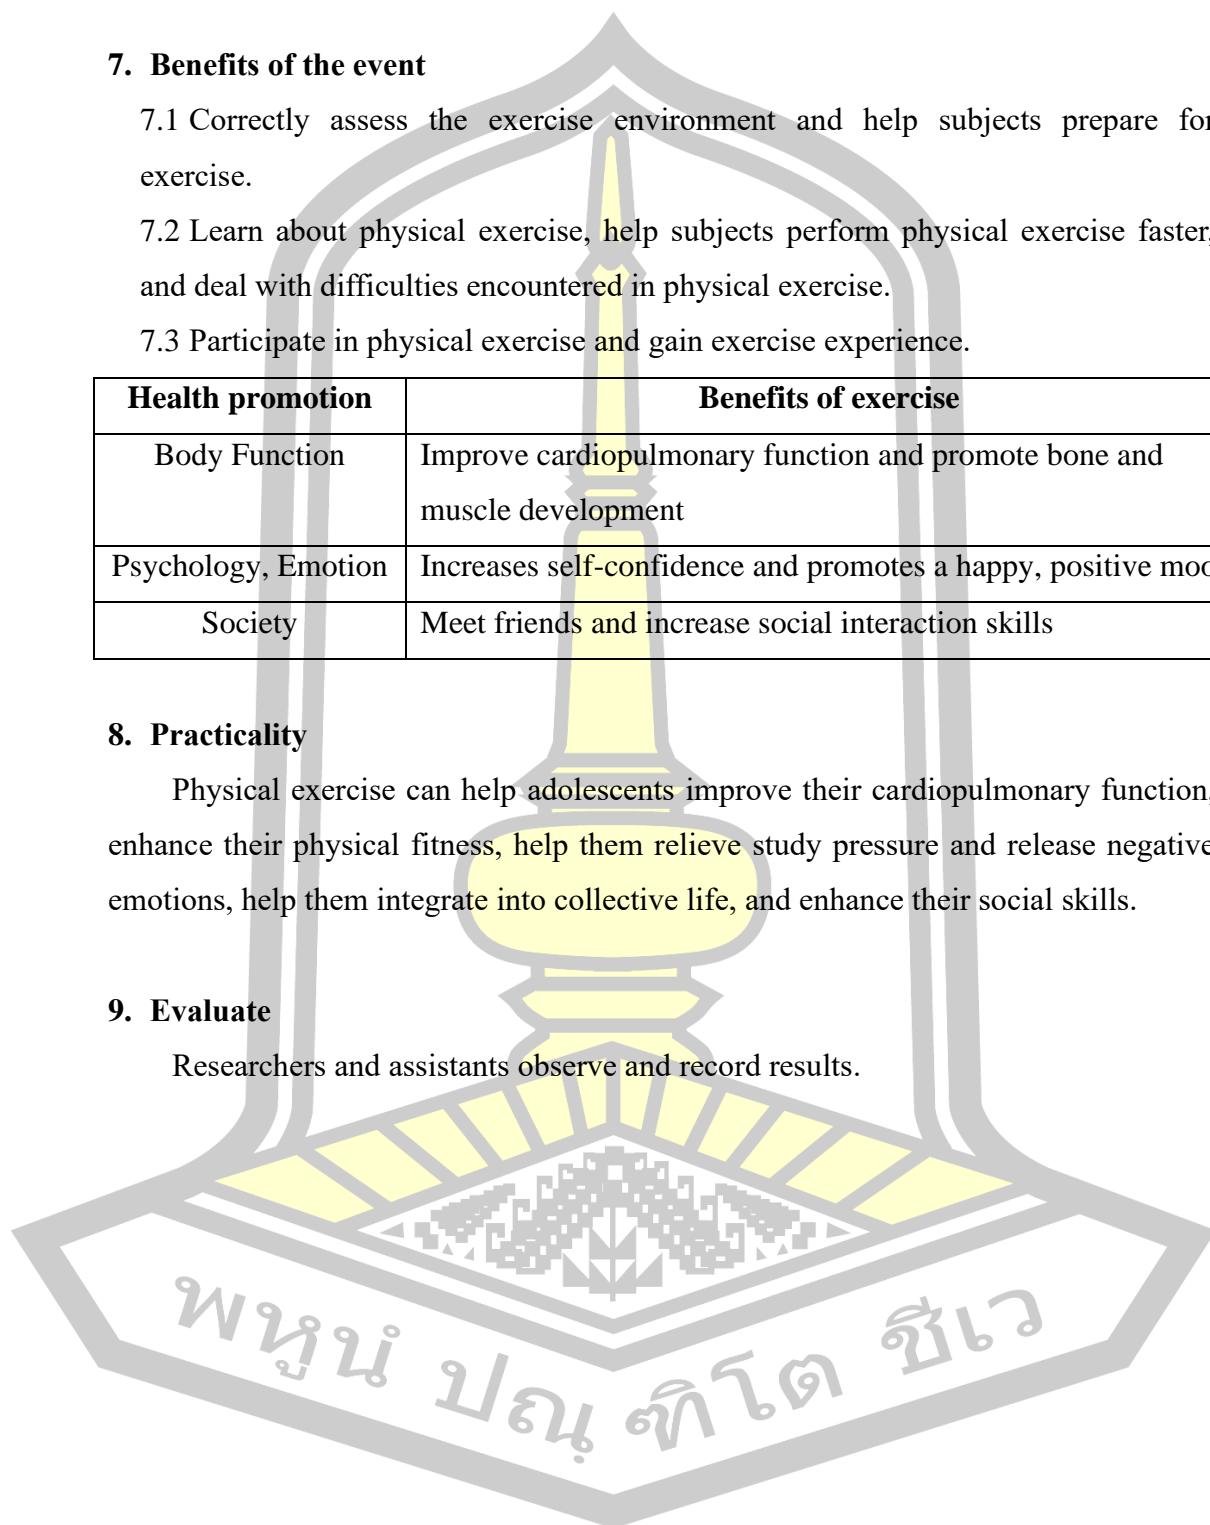 7. Benefits of the event
7.1 Correctly assess the exercise environment and help subjects prepare for
exercise.
7.2 Learn about physical exercise, help subjects perform physical exercise faster,
and deal with difficulties encountered in physical exercise.
7.3 Participate in physical exercise and gain exercise experience.
Health promotion Benefits of exercise
Body Function Improve cardiopulmonary function and promote bone and
muscle development
Psychology, Emotion Increases self-confidence and promotes a happy, positive moo
Society Meet friends and increase social interaction skills
8. Practicality
Physical exercise can help adolescents improve their cardiopulmonary function,
enhance their physical fitness, help them relieve study pressure and release negative
emotions, help them integrate into collective life, and enhance their social skills.
9. Evaluate
Researchers and assistants observe and record results.
พหูนํ ปณฺฑิโต ชีเว